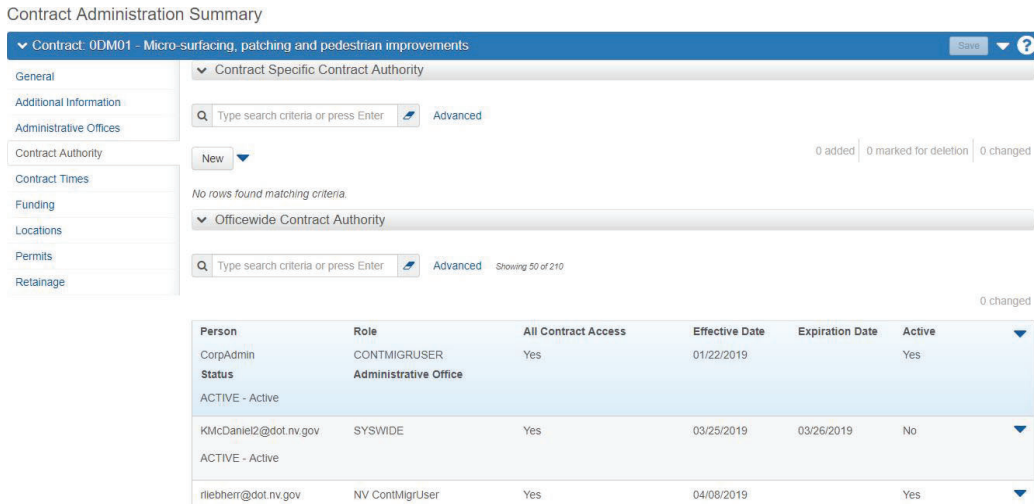 Contract Administration Summary
Contract: 0DM01 - Micro-surfacing, patching and pedestrian improvements
Save
?
General
Additional Information
Administrative Offices
Contract Authority
Contract Times
Funding
Locations
Permits
Retainage
Contract Specific Contract Authority
Type search criteria or press Enter Advanced
New 0 added 0 marked for deletion 0 changed
No rows found matching criteria.
Officewide Contract Authority
Type search criteria or press Enter Advanced Showing 50 of 210
0 changed
Person Role All Contract Access Effective Date Expiration Date Active
CorpAdmin CONTMIGRUSER Yes 01/22/2019 Yes
Status Administrative Office
ACTIVE - Active
KMcDaniel2@dot.nv.gov SYSWIDE Yes 03/25/2019 03/26/2019 No
ACTIVE - Active
rliebherr@dot.nv.gov NV ContMigrUser Yes 04/08/2019 Yes